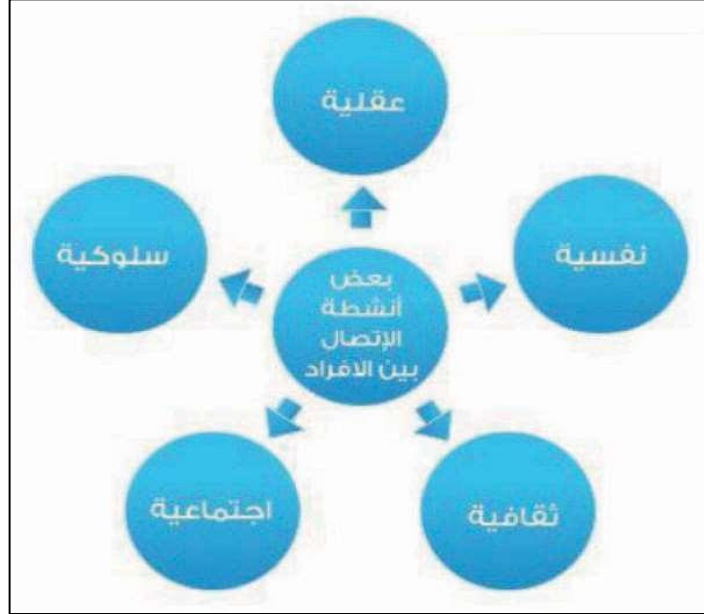 عقلية
نفسية
سلوكية
بعض
أنشطة
الإتصال
بين الافراد
ثقافية
اجتماعية